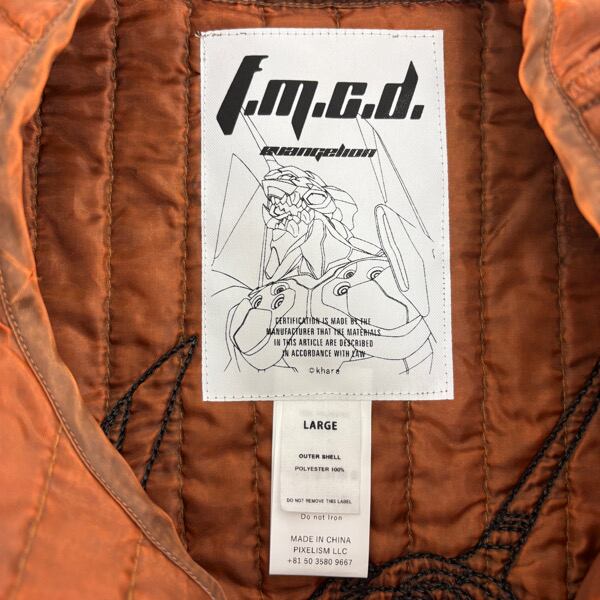 f.m.c.d.
evangelion
CERTIFICATION IS MADE BY THE
MANUFACTURER THAT THE MATERIALS
IN THIS ARTICLE ARE DESCRIBED
IN ACCORDANCE WITH LAW
©khara
LARGE
OUTER SHELL
POLYESTER 100%
DO NOT REMOVE THIS LABEL
Do not Iron
MADE IN CHINA
PIXELISM LLC
+81 50 3580 9667